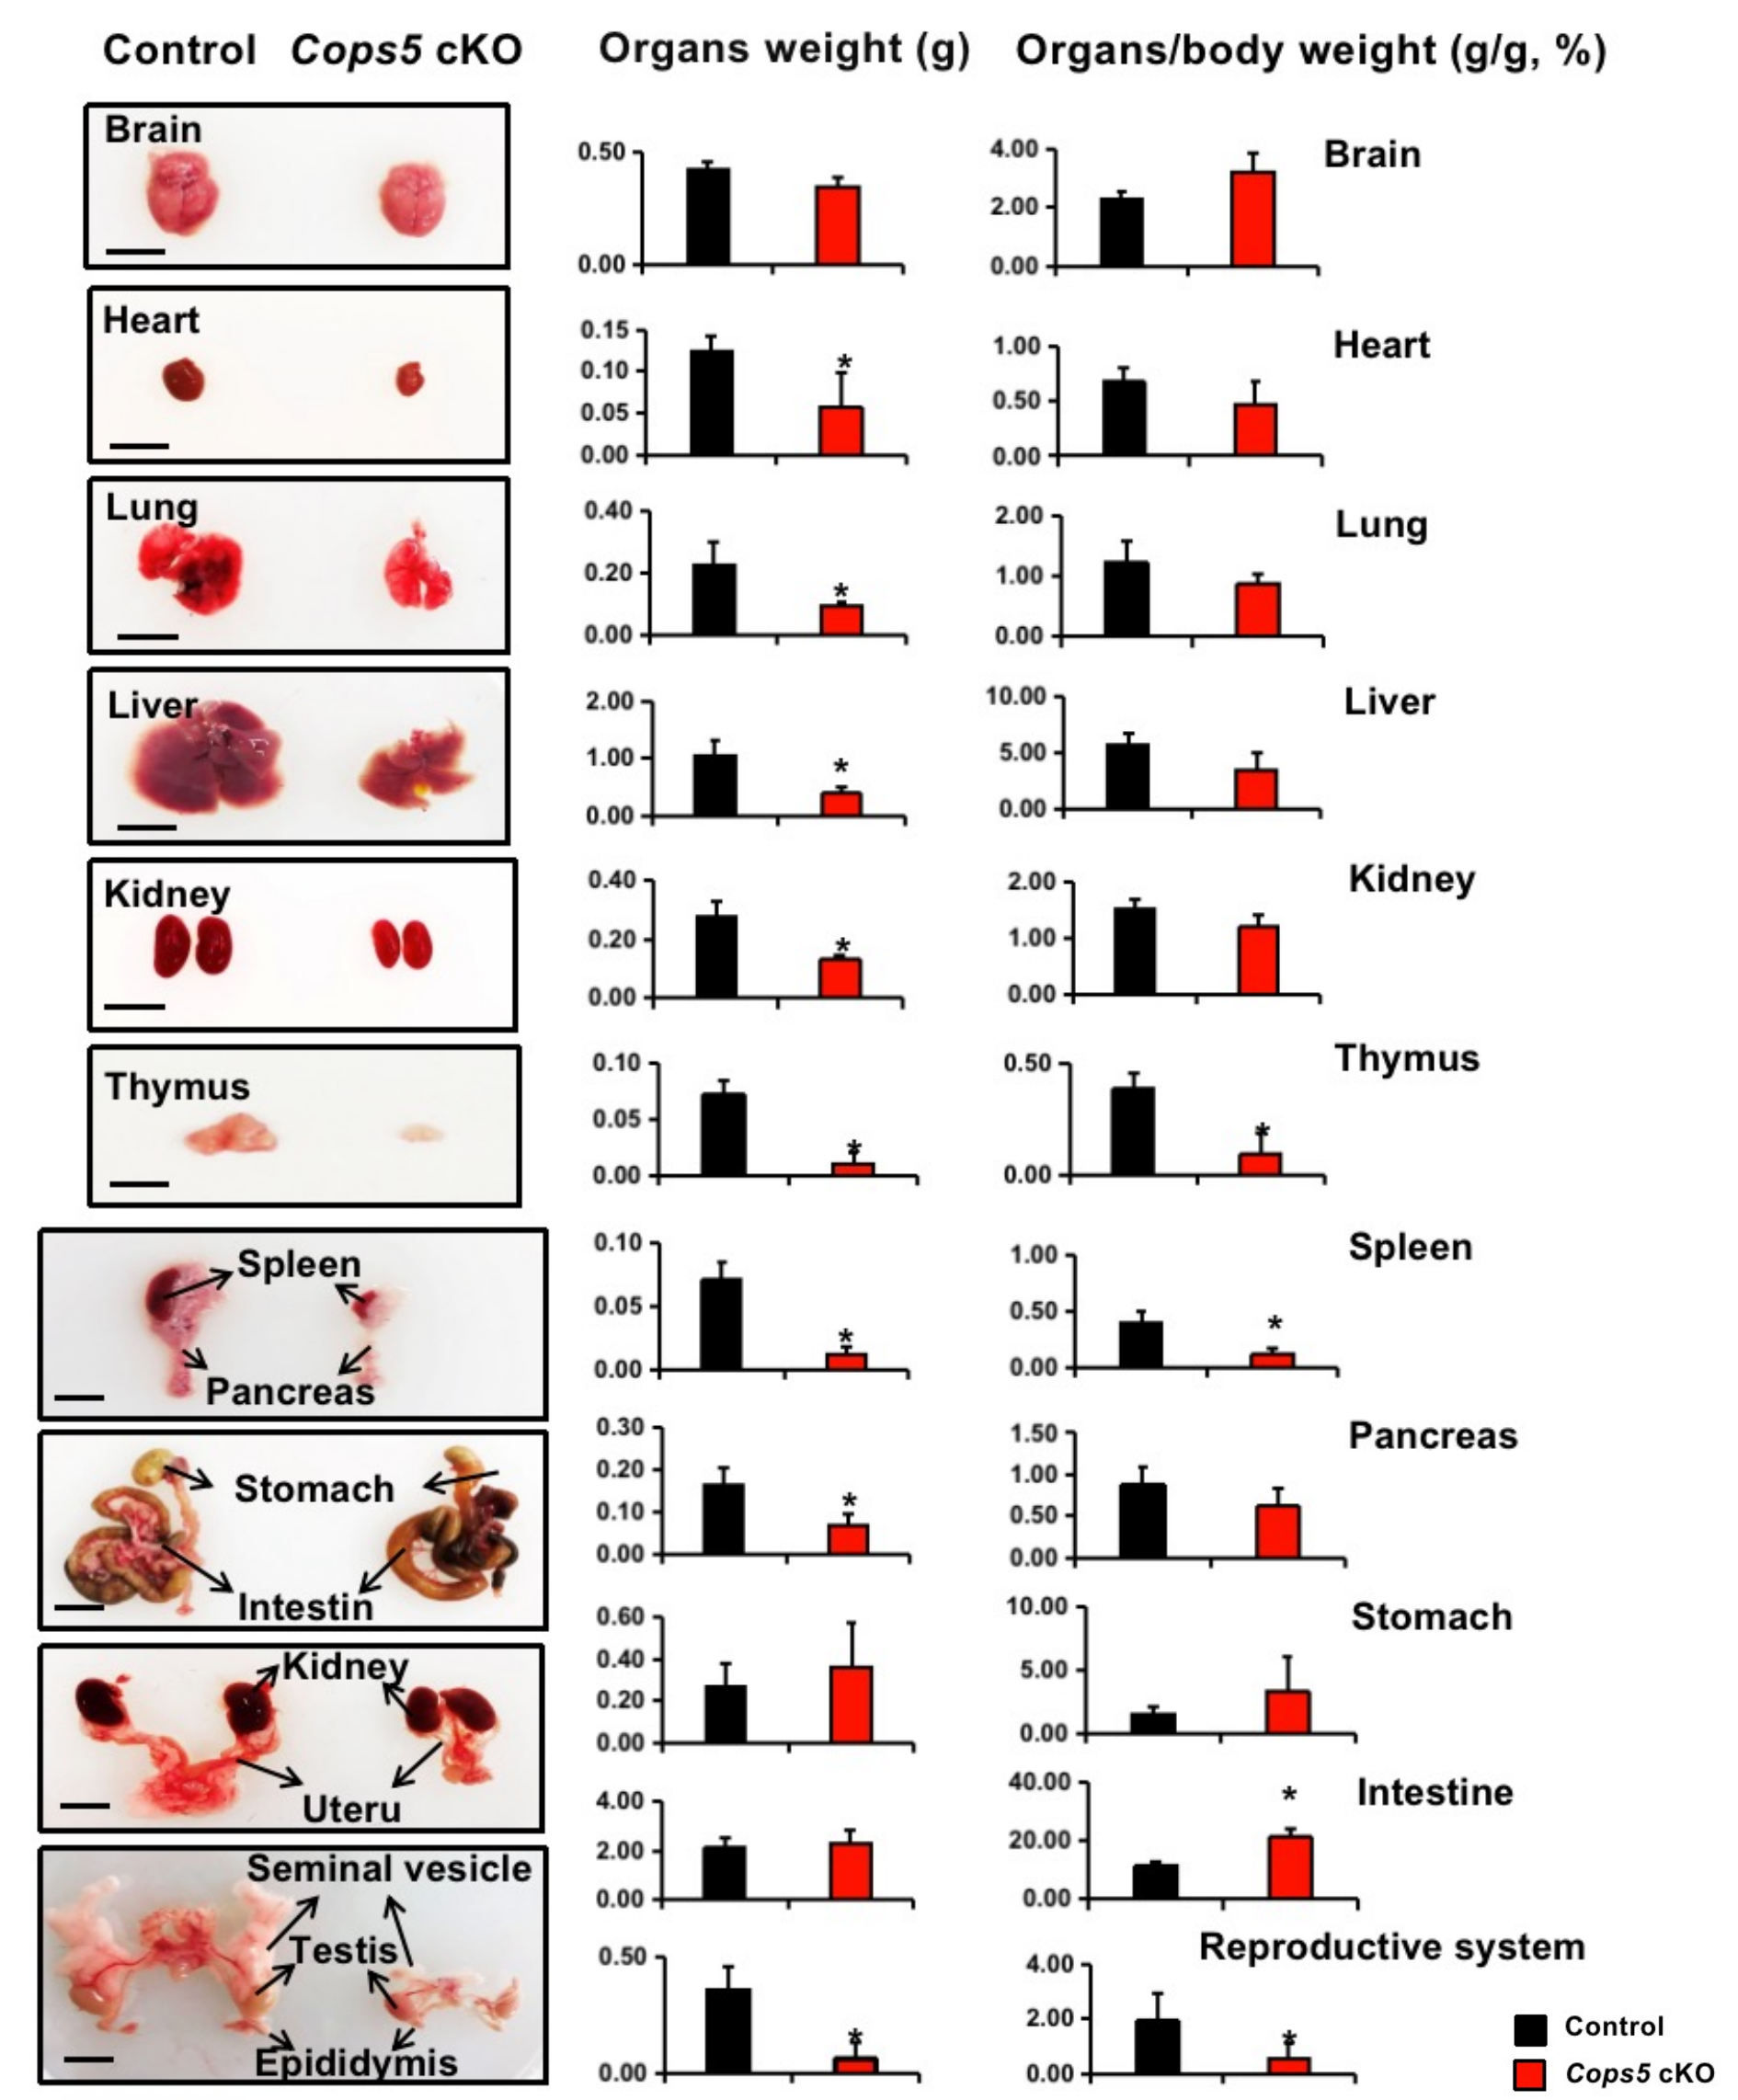 Control Cops5 cKO Organs weight (g) Organs/body weight (g/g, %)
Brain
0.50
0.00
4.00
2.00
0.00
Brain
Heart
0.15
0.10
0.05
0.00
*
1.00
0.50
0.00
Heart
Lung
0.40
0.20
0.00
*
2.00
1.00
0.00
Lung
Liver
2.00
1.00
0.00
*
10.00
5.00
0.00
Liver
Kidney
0.40
0.20
0.00
*
2.00
1.00
0.00
Kidney
Thymus
0.10
0.05
0.00
*
0.50
0.00
*
Thymus
Spleen
Pancreas
0.10
0.05
0.00
*
1.00
0.50
0.00
*
Spleen
Stomach
Intestin
0.30
0.20
0.10
0.00
*
1.50
1.00
0.50
0.00
Pancreas
Kidney
Uteru
0.60
0.40
0.20
0.00
10.00
5.00
0.00
Stomach
4.00
2.00
0.00
40.00
20.00
0.00
*
Intestine
Seminal vesicle
Testis
Epididymis
0.50
0.00
*
Reproductive system
4.00
2.00
0.00
*
Control
Cops5 cKO